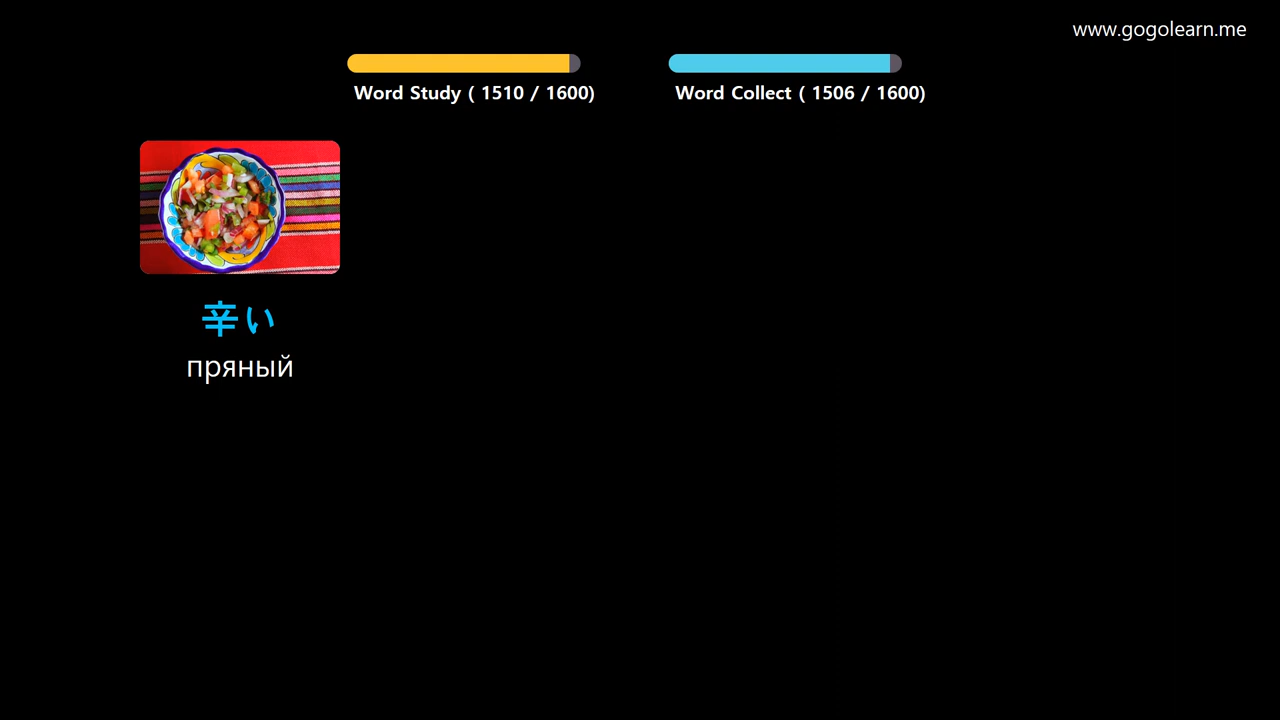 www.gogolearn.me
Word Study ( 1510 / 1600)
Word Collect ( 1506 / 1600)
辛い
пряный